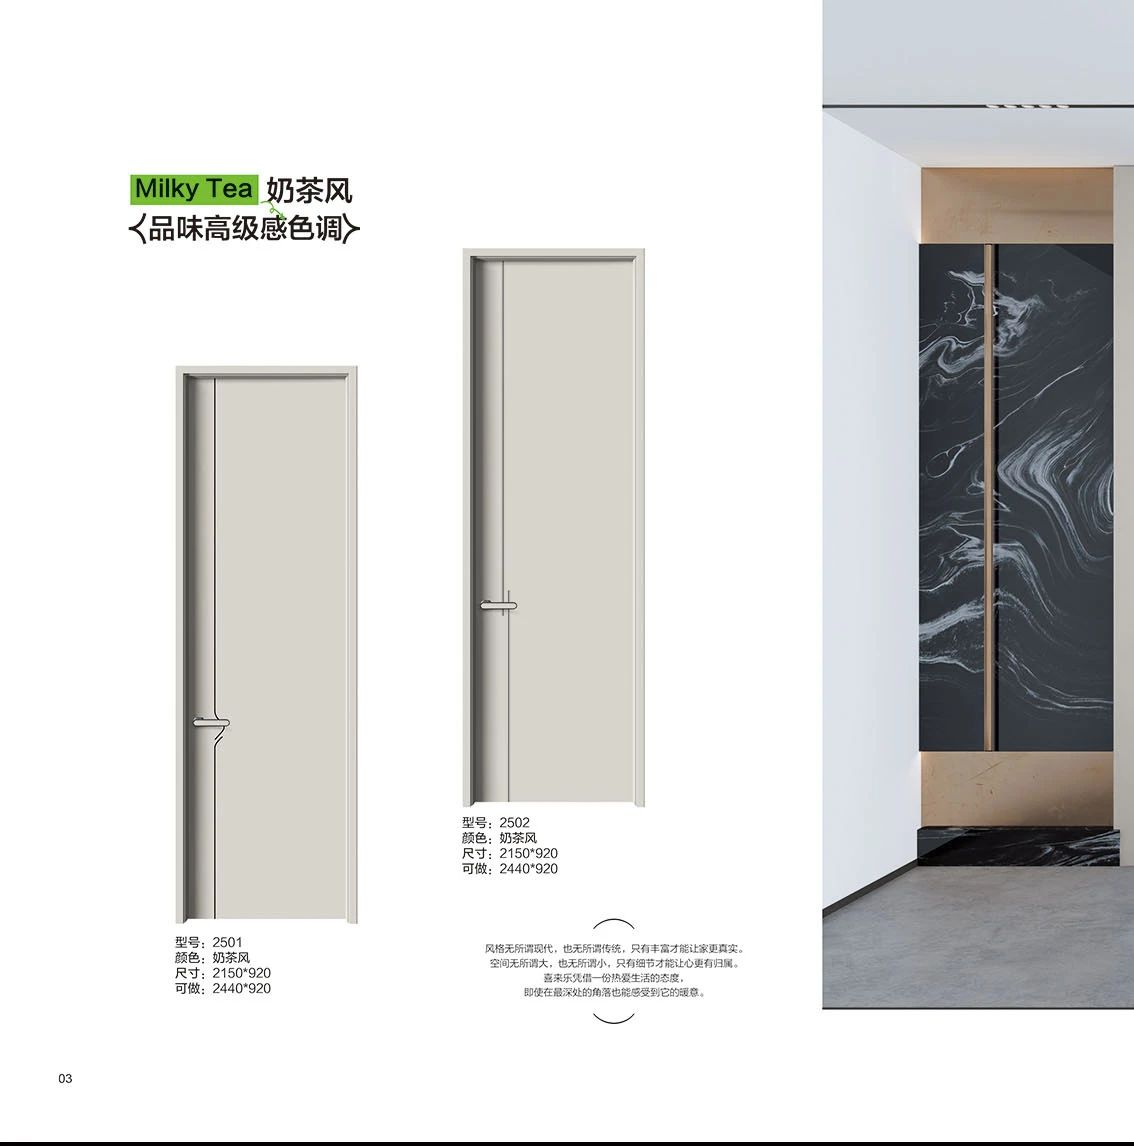 Milky Tea 奶茶风
品味高级感色调
型号：2502
颜色：奶茶风
尺寸：2150*920
可做：2440*920
型号：2501
颜色：奶茶风
尺寸：2150*920
可做：2440*920
风格无所谓现代，也无所谓传统，只有丰富才能让家更真实。
空间无所谓大，也无所谓小，只有细节才能让心更有归属。
喜来乐凭借一份热爱生活的态度，
即使在最深处的角落也能感受到它的暖意。
03